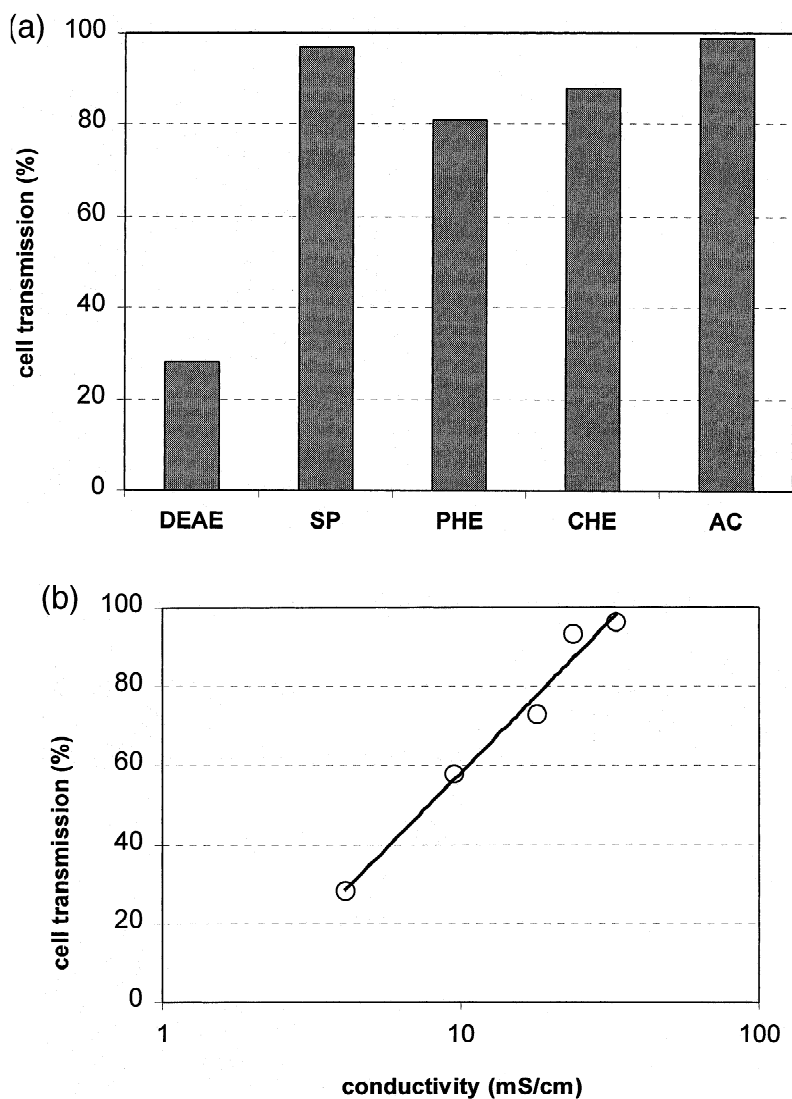 (a)
cell transmission (%)
100
80
60
40
20
0
DEAE SP PHE CHE AC
(b)
cell transmission (%)
100
80
60
40
20
0
1 10 100
conductivity (mS/cm)